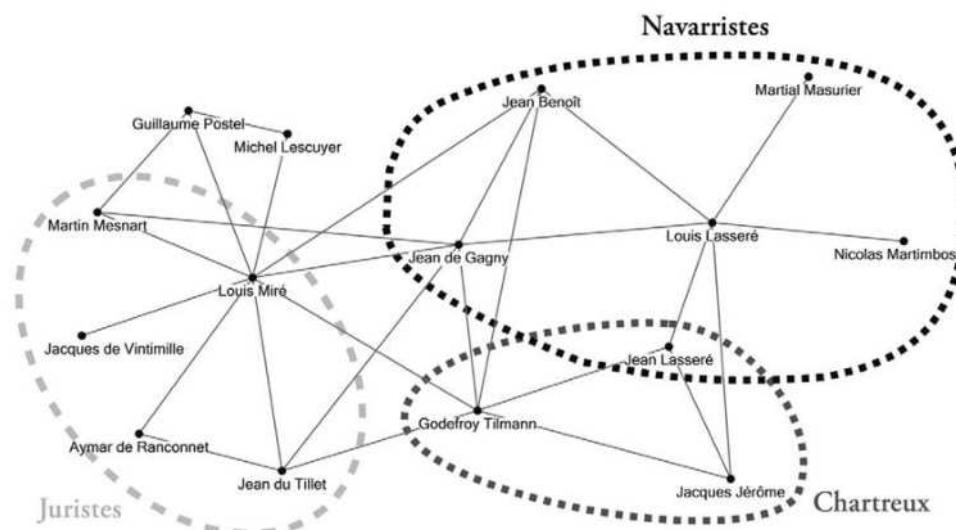 Navarristes
Martial Masurier
Jean Benoît
Guillaume Postel
Michel Lescuyer
Martin Mesnart
Louis Lasseré
Jean de Gagny
Nicolas Martimbos
Louis Miré
Jacques de Vintimille
Jean Lasseré
Godefroy Tilmann
Aymar de Ranconnet
Jean du Tillet
Jacques Jérôme
Juristes
Chartreux